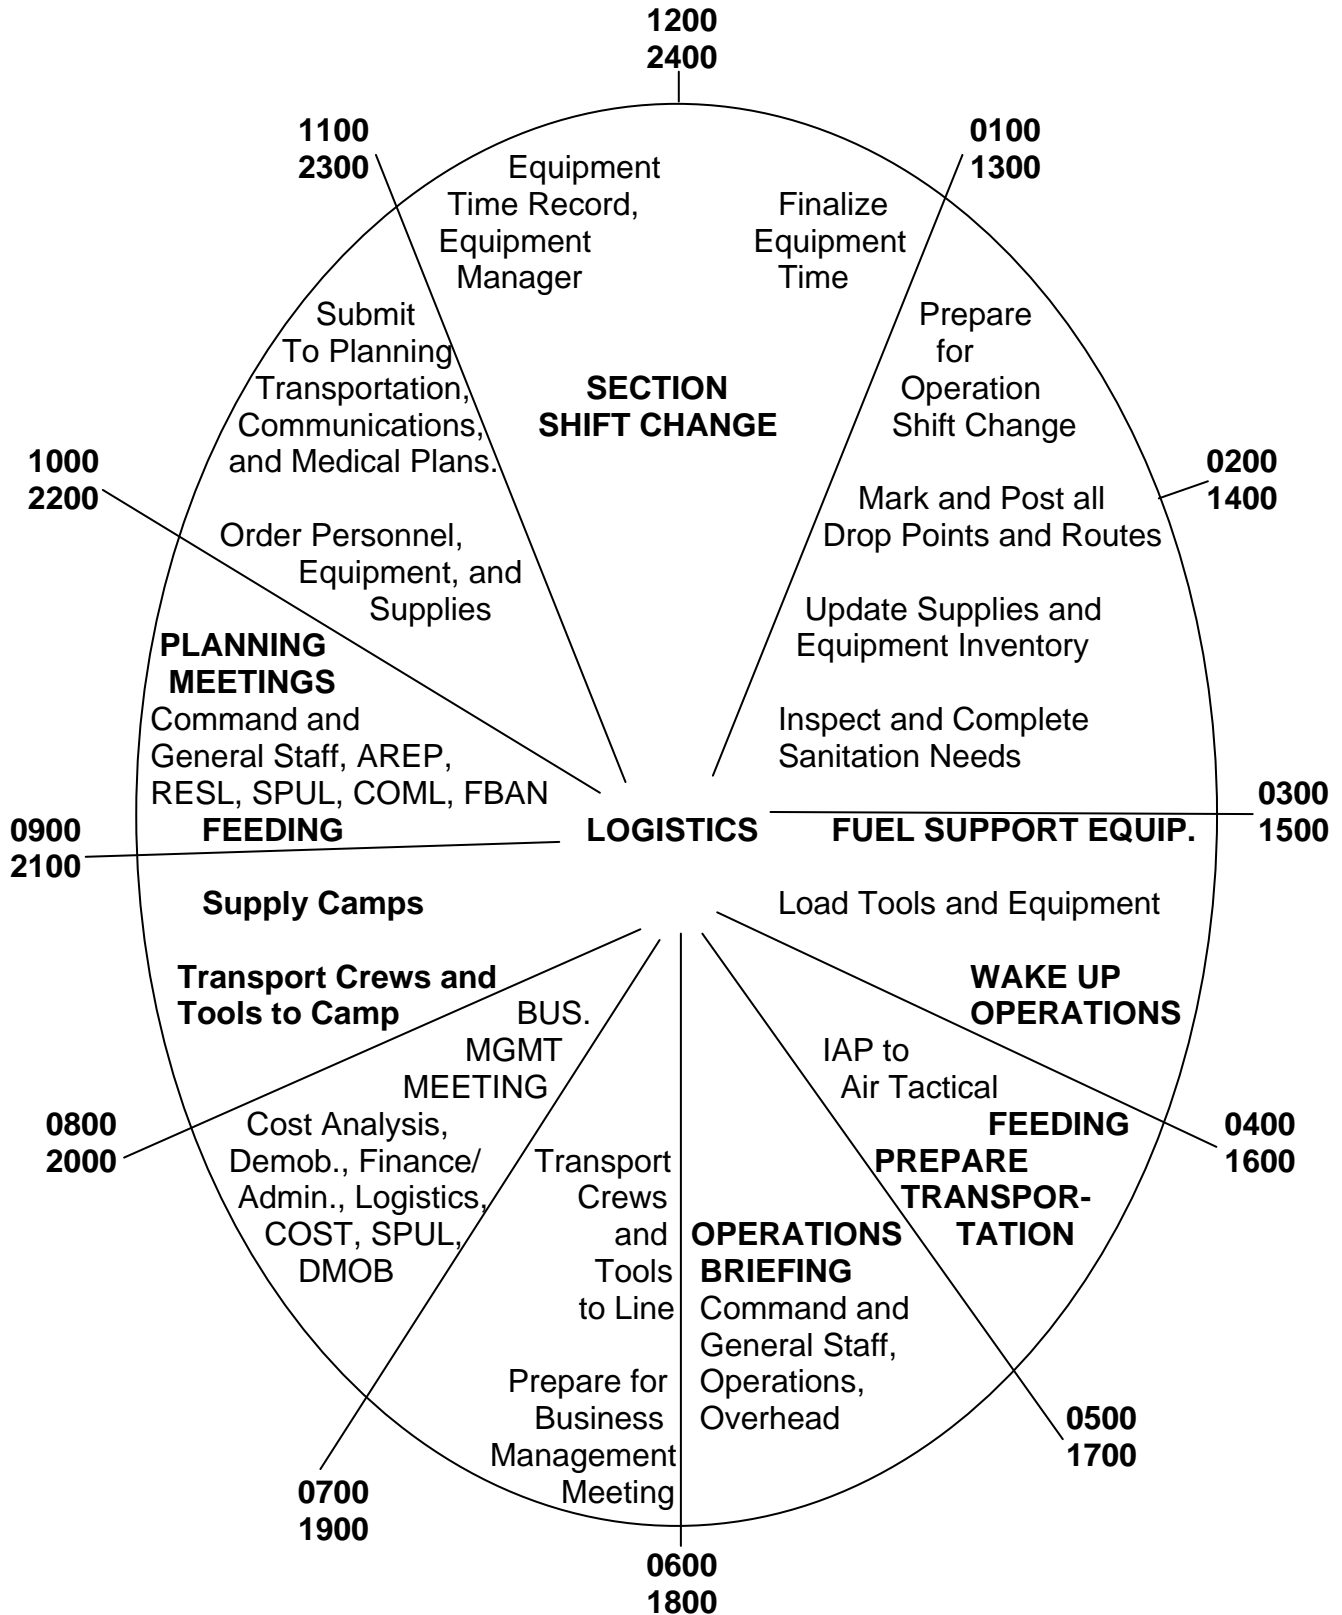 1200
2400
0100
1300
Finalize
Equipment
Time
Prepare
for
Operation
Shift Change
0200
1400
Mark and Post all
Drop Points and Routes
Update Supplies and
Equipment Inventory
Inspect and Complete
Sanitation Needs
0300
1500
FUEL SUPPORT EQUIP.
Load Tools and Equipment
WAKE UP
OPERATIONS
0400
1600
IAP to
Air Tactical
FEEDING
PREPARE
TRANSPOR-
TATION
0500
1700
OPERATIONS
BRIEFING
Command and
General Staff,
Operations,
Overhead
0600
1800
Transport
Crews
and
Tools
to Line
Prepare for
Business
Management
Meeting
0700
1900
BUS.
MGMT
MEETING
Cost Analysis,
Demob., Finance/
Admin., Logistics,
COST, SPUL,
DMOB
0800
2000
Supply Camps
Transport Crews and
Tools to Camp
0900
2100
PLANNING
MEETINGS
Command and
General Staff, AREP,
RESL, SPUL, COML, FBAN
FEEDING
1000
2200
Submit
To Planning
Transportation,
Communications,
and Medical Plans.
Order Personnel,
Equipment, and
Supplies
1100
2300
Equipment
Time Record,
Equipment
Manager
SECTION
SHIFT CHANGE
LOGISTICS